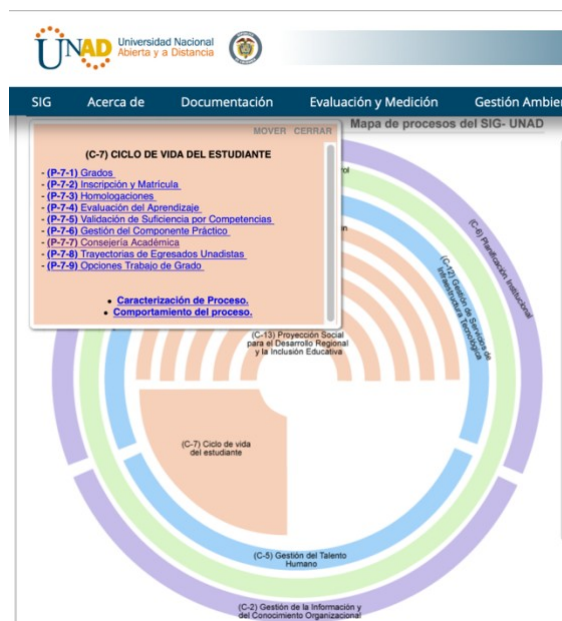 UNAD Universidad Nacional
Abierta y a Distancia
SIG Acerca de Documentación Evaluación y Medición Gestión Ambien
Mapa de procesos del SIG- UNAD
MOVER CERRAR
(C-7) CICLO DE VIDA DEL ESTUDIANTE
- (P-7-1) Grados
- (P-7-2) Inscripción y Matrícula
- (P-7-3) Homologaciones
- (P-7-4) Evaluación del Aprendizaje
- (P-7-5) Validación de Suficiencia por Competencias
- (P-7-6) Gestión del Componente Práctico
- (P-7-7) Consejería Académica
- (P-7-8) Trayectorias de Egresados Unadistas
- (P-7-9) Opciones Trabajo de Grado
• Caracterización de Proceso.
• Comportamiento del proceso.
(C-6) Planificación Institucional
(C-12) Gestión de Servicios de
Infraestructura Tecnológica
(C-13) Proyección Social
para el Desarrollo Regional
y la Inclusión Educativa
(C-7) Ciclo de vida
del estudiante
(C-5) Gestión del Talento
Humano
(C-2) Gestión de la Información y
del Conocimiento Organizacional